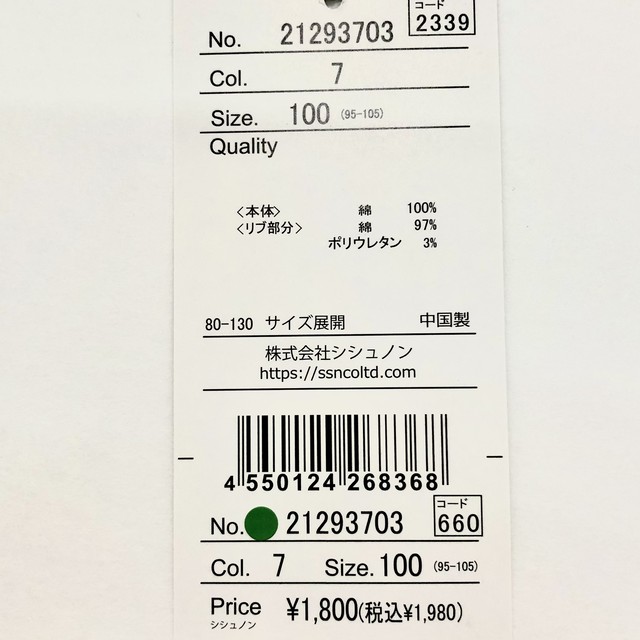 コード
No. 21293703 2339
Col. 7
Size. 100 (95-105)
Quality
<本体> 綿 100%
<リブ部分> 綿 97%
ポリウレタン 3%
80-130 サイズ展開 中国製
株式会社シシュノン
https://ssncoltd.com
4 550124 268368
コード
No. 21293703 660
Col. 7 Size. 100 (95-105)
Price ¥1,800(税込¥1,980)
シシュノン